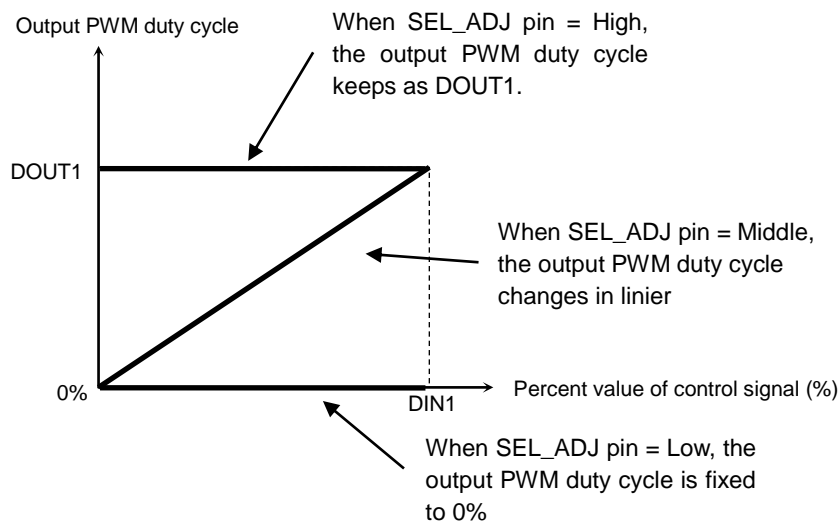 Output PWM duty cycle
When SEL_ADJ pin = High,
the output PWM duty cycle
keeps as DOUT1.
DOUT1
When SEL_ADJ pin = Middle,
the output PWM duty cycle
changes in linier
0%
DIN1
Percent value of control signal (%)
When SEL_ADJ pin = Low, the
output PWM duty cycle is fixed
to 0%